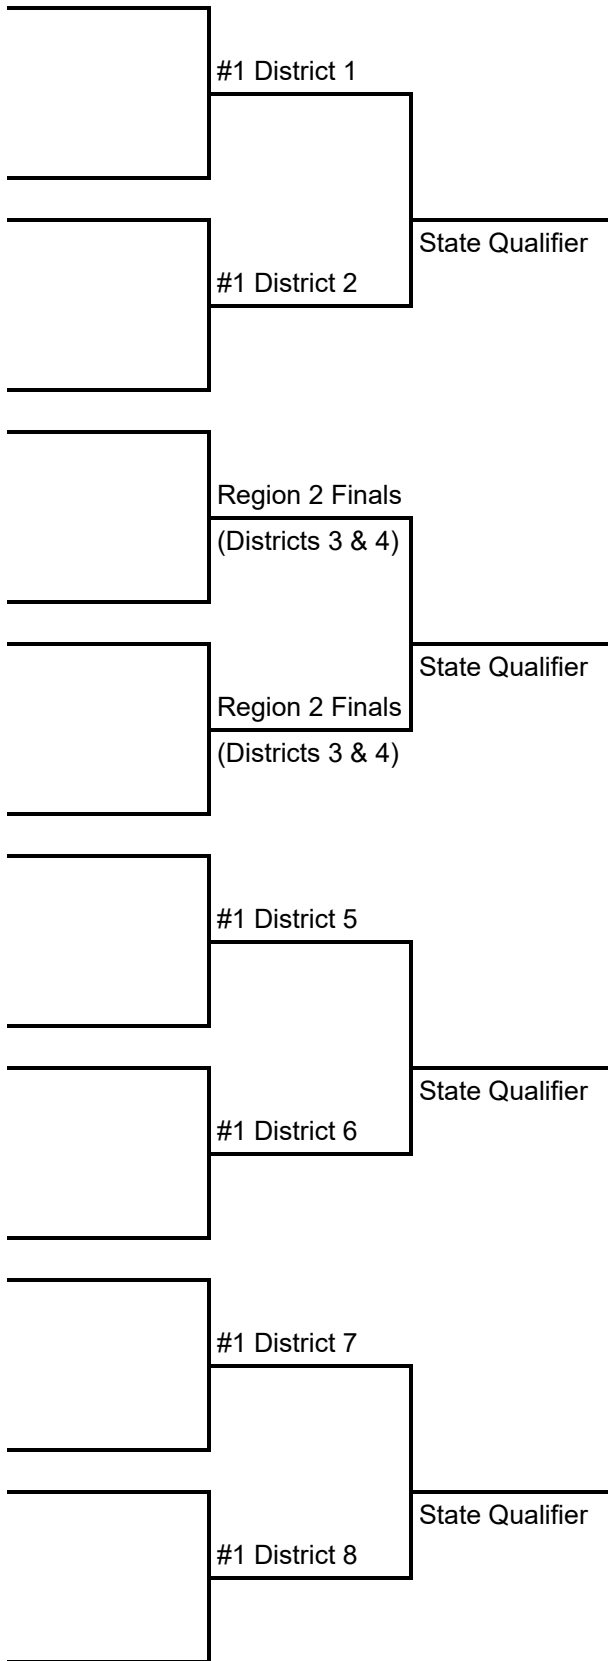 #1 District 1
State Qualifier
#1 District 2
Region 2 Finals
(Districts 3 & 4)
State Qualifier
Region 2 Finals
(Districts 3 & 4)
#1 District 5
State Qualifier
#1 District 6
#1 District 7
State Qualifier
#1 District 8